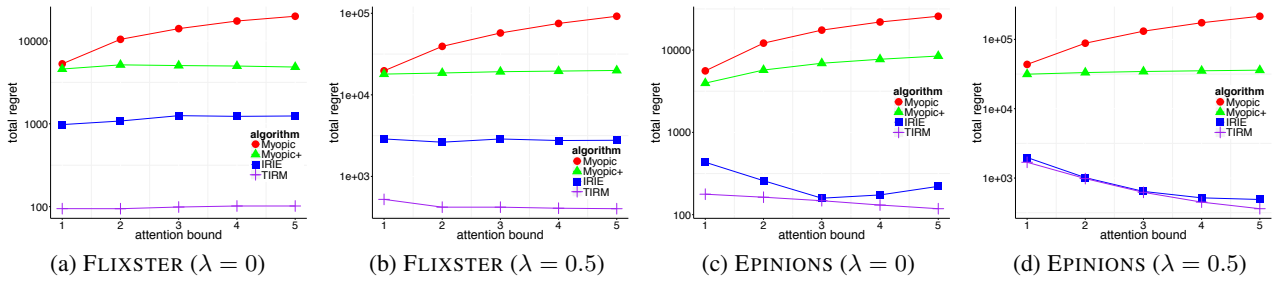 total regret
10000
1000
100
algorithm
Myopic
Myopic+
IRIE
TIRM
1 2 3 4 5
attention bound
(a) FLIXSTER (λ = 0)
total regret
1e+05
1e+04
1e+03
algorithm
Myopic
Myopic+
IRIE
TIRM
1 2 3 4 5
attention bound
(b) FLIXSTER (λ = 0.5)
total regret
10000
1000
100
algorithm
Myopic
Myopic+
IRIE
TIRM
1 2 3 4 5
attention bound
(c) EPINIONS (λ = 0)
total regret
1e+05
1e+04
1e+03
algorithm
Myopic
Myopic+
IRIE
TIRM
1 2 3 4 5
attention bound
(d) EPINIONS (λ = 0.5)